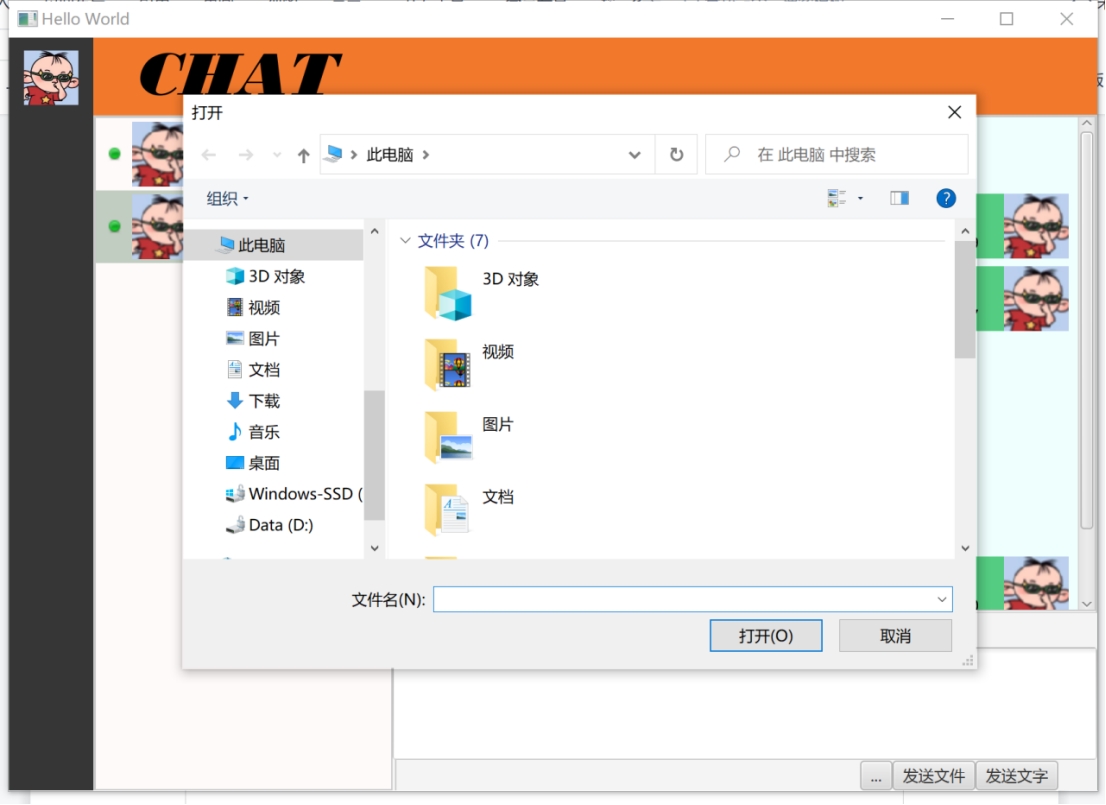 Hello World
CHAT
打开
此电脑
在 此电脑 中搜索
组织
此电脑
3D 对象
视频
图片
文档
下载
音乐
桌面
Windows-SSD (
Data (D:)
文件夹 (7)
3D 对象
视频
图片
文档
文件名(N):
打开(O)
取消
...
发送文件
发送文字